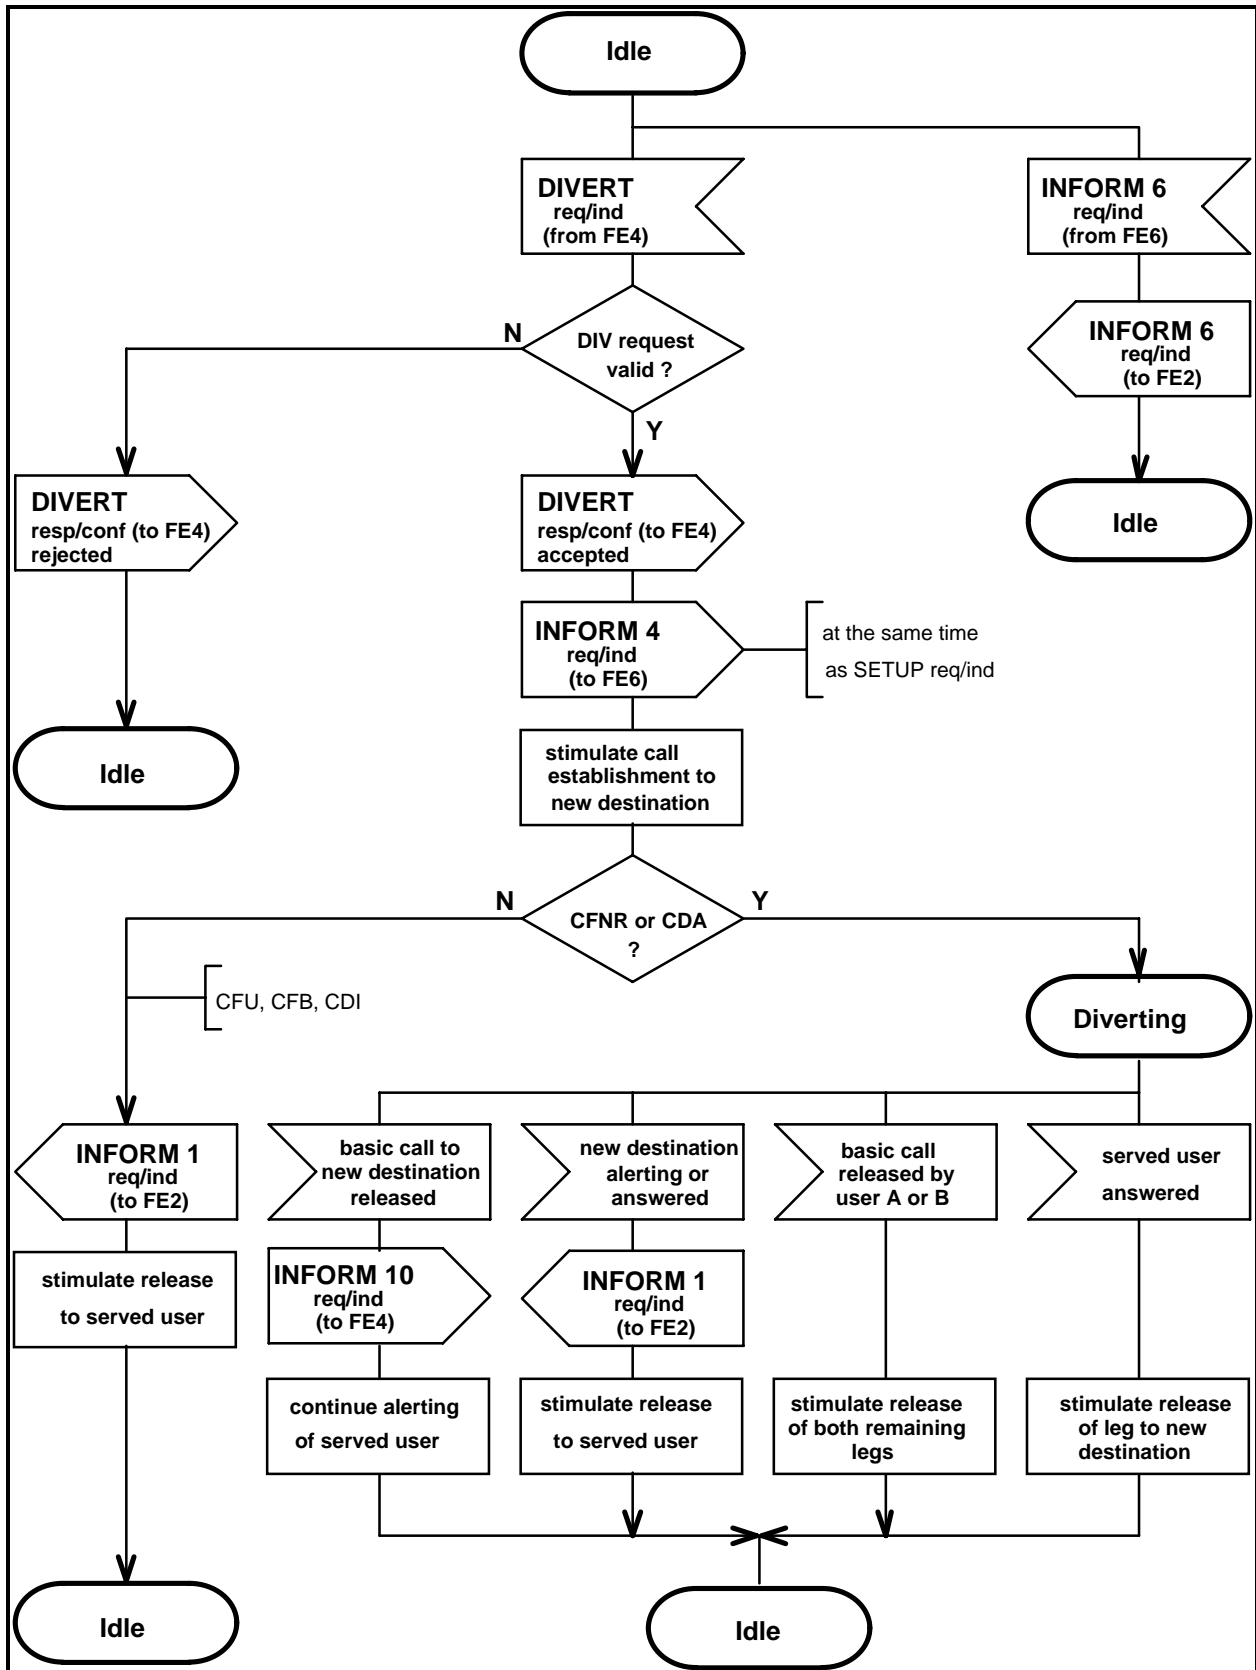 Idle
DIVERT
req/ind
(from FE4)
INFORM 6
req/ind
(from FE6)
N
DIV request
valid ?
Y
INFORM 6
req/ind
(to FE2)
Idle
DIVERT
resp/conf (to FE4)
rejected
Idle
DIVERT
resp/conf (to FE4)
accepted
INFORM 4
req/ind
(to FE6)
at the same time
as SETUP req/ind
stimulate call
establishment to
new destination
N
CFNR or CDA
?
Y
CFU, CFB, CDI
Diverting
INFORM 1
req/ind
(to FE2)
stimulate release
to served user
Idle
basic call to
new destination
released
INFORM 10
req/ind
(to FE4)
continue alerting
of served user
new destination
alerting or
answered
INFORM 1
req/ind
(to FE2)
stimulate release
to served user
basic call
released by
user A or B
stimulate release
of both remaining
legs
served user
answered
stimulate release
of leg to new
destination
Idle